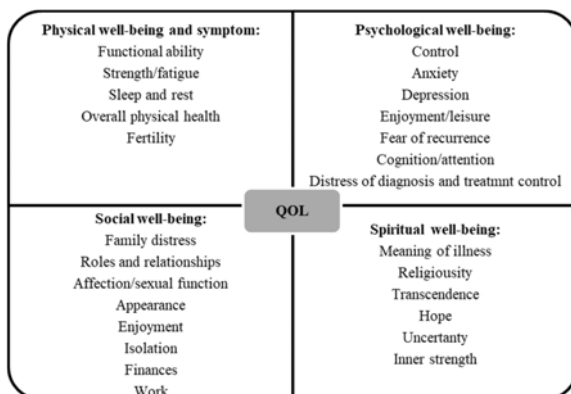 Physical well-being and symptom:
Functional ability
Strength/fatigue
Sleep and rest
Overall physical health
Fertility
Psychological well-being:
Control
Anxiety
Depression
Enjoyment/leisure
Fear of recurrence
Cognition/attention
Distress of diagnosis and treatmnt control
QOL
Social well-being:
Family distress
Roles and relationships
Affection/sexual function
Appearance
Enjoyment
Isolation
Finances
Work
Spiritual well-being:
Meaning of illness
Religiousity
Transcendence
Hope
Uncertanty
Inner strength